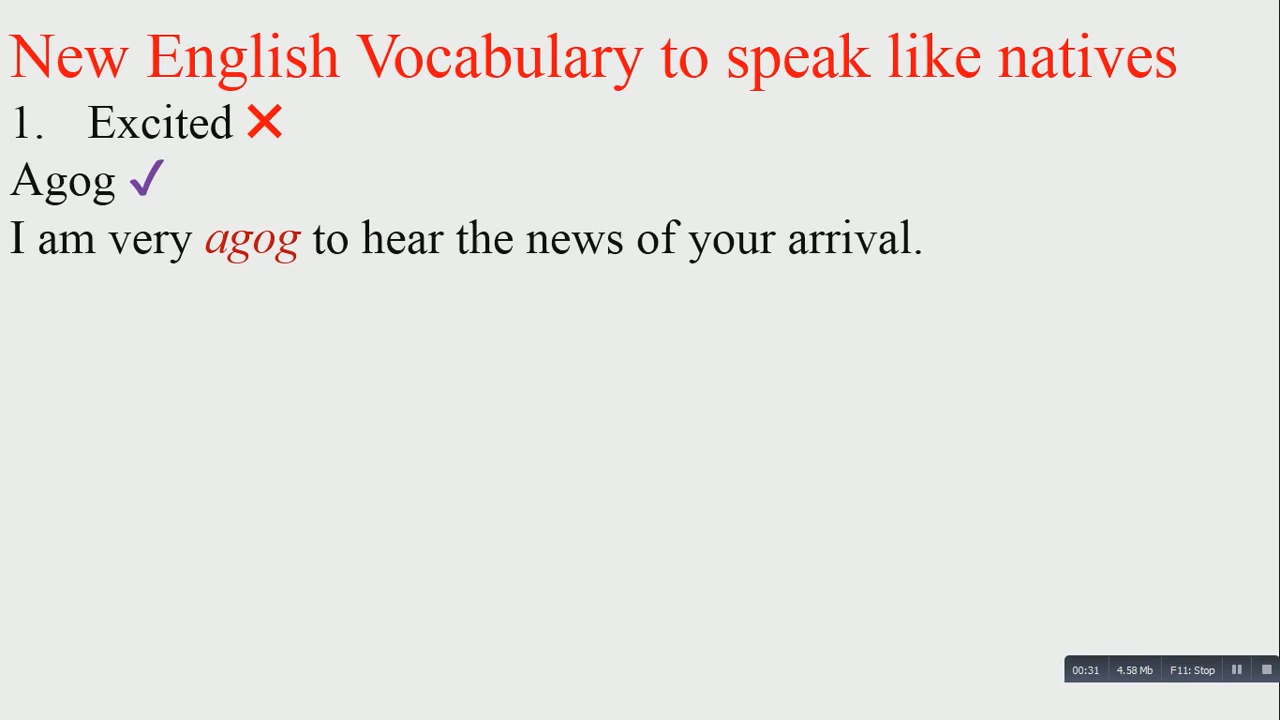 New English Vocabulary to speak like natives
1. Excited ❌
Agog ✓
I am very agog to hear the news of your arrival.
00:31 4.58 Mb F11: Stop